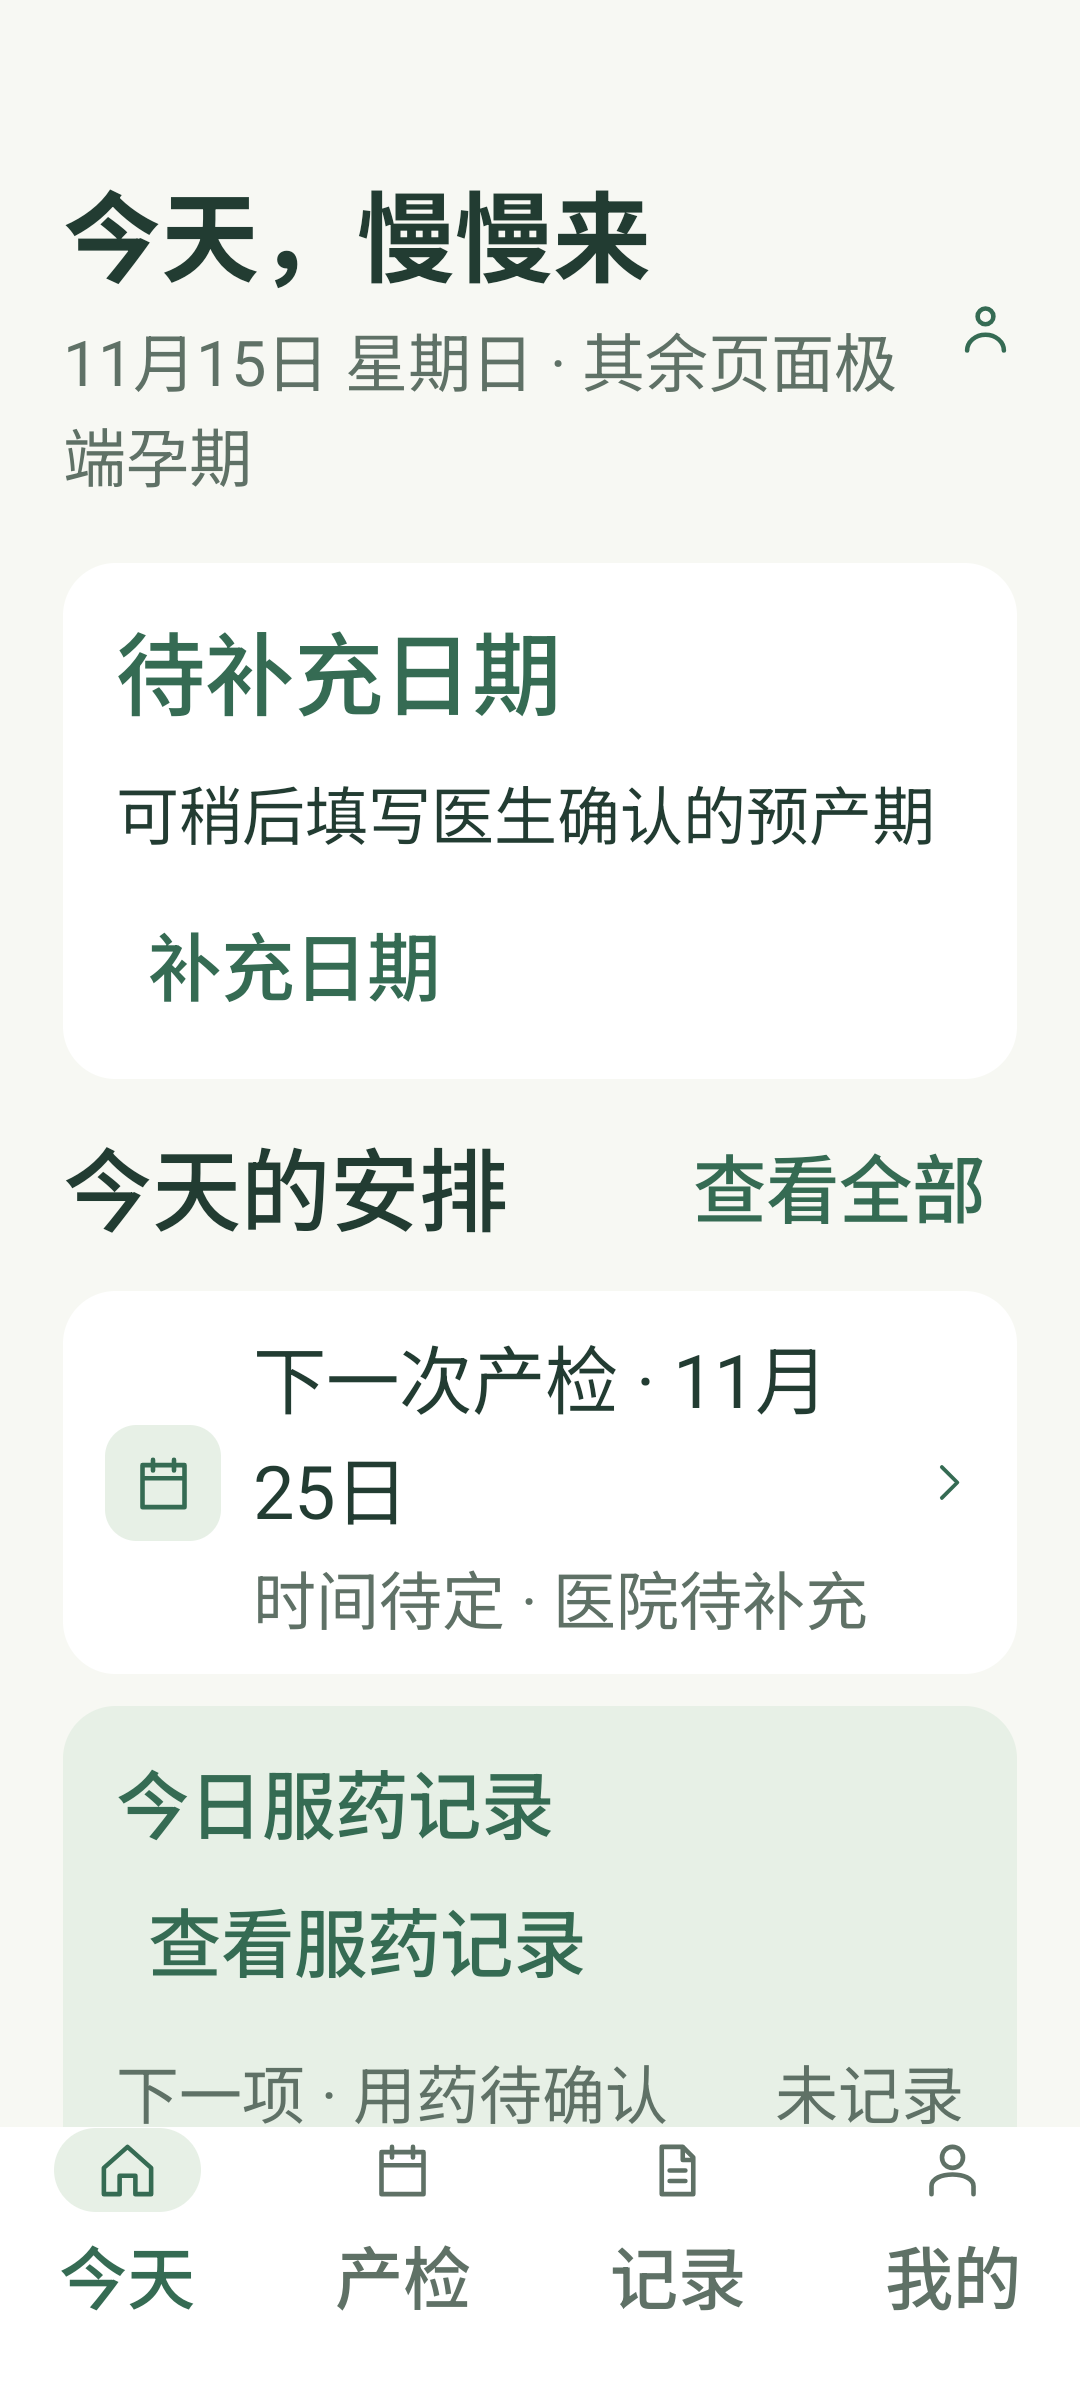 今天，慢慢来
11月15日 星期日 · 其余页面极
端孕期
待补充日期
可稍后填写医生确认的预产期
补充日期
今天的安排
查看全部
下一次产检 · 11月
25日
时间待定 · 医院待补充
今日服药记录
查看服药记录
下一项 · 用药待确认
未记录
今天
产检
记录
我的